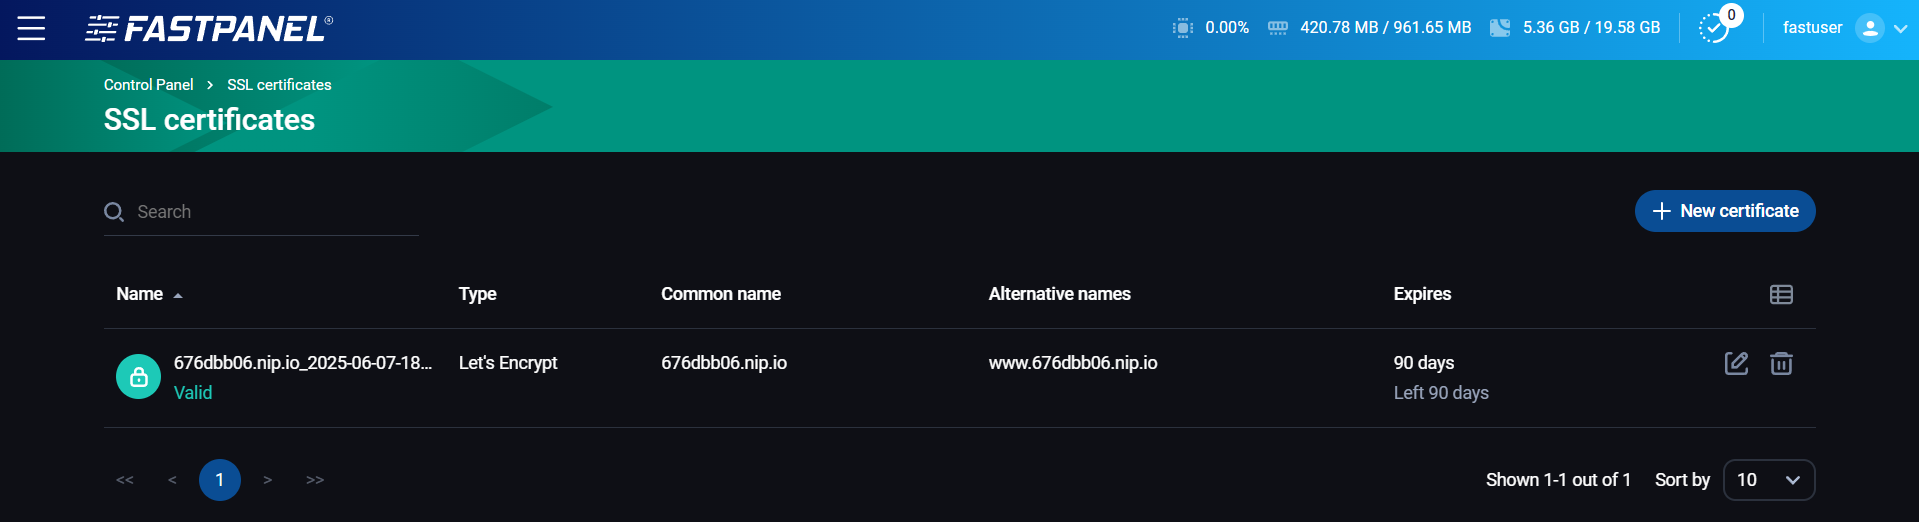 FASTPANEL®
0.00%
420.78 MB / 961.65 MB
5.36 GB / 19.58 GB
0
fastuser
Control Panel > SSL certificates
SSL certificates
Search
+ New certificate
Name Type Common name Alternative names Expires
676dbb06.nip.io_2025-06-07-18... Let's Encrypt 676dbb06.nip.io www.676dbb06.nip.io 90 days
Valid Left 90 days
<< < 1 > >> Shown 1-1 out of 1 Sort by 10